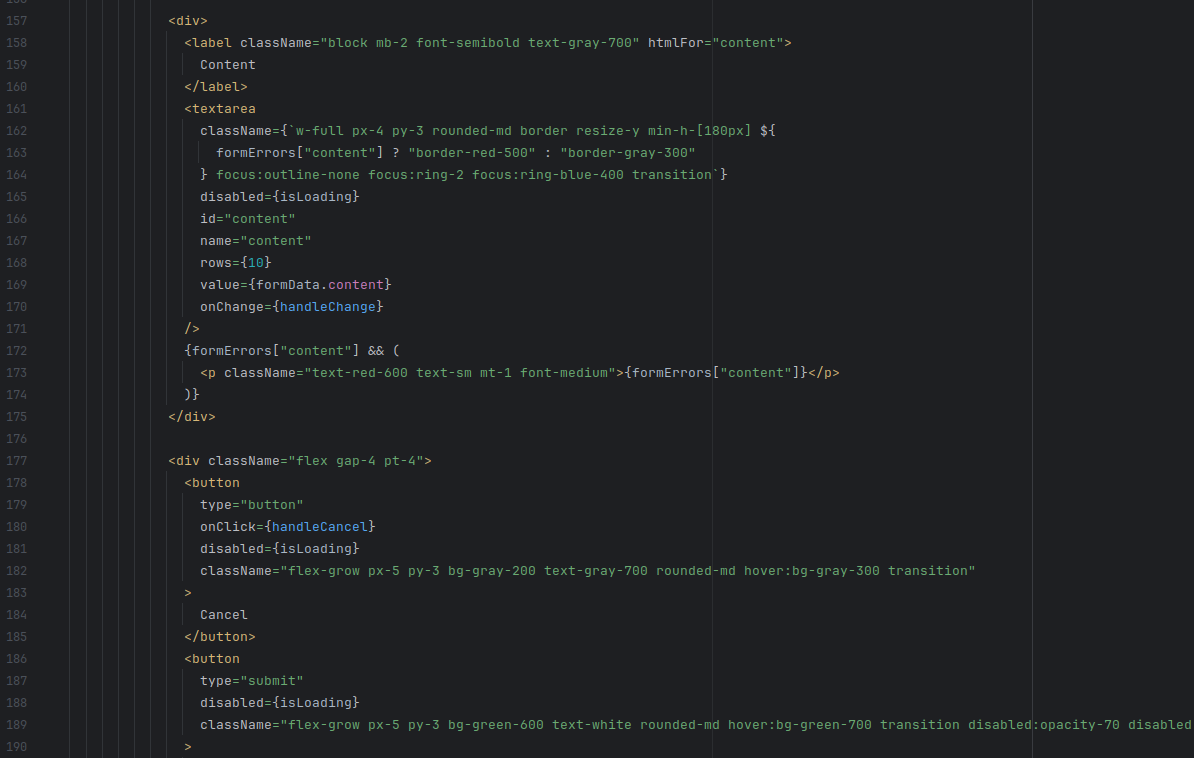 157 <div>
158 <label className="block mb-2 font-semibold text-gray-700" htmlFor="content">
159 Content
160 </label>
161 <textarea
162 className={`w-full px-4 py-3 rounded-md border resize-y min-h-[180px] ${
163 formErrors["content"] ? "border-red-500" : "border-gray-300"
164 } focus:outline-none focus:ring-2 focus:ring-blue-400 transition`}
165 disabled={isLoading}
166 id="content"
167 name="content"
168 rows={10}
169 value={formData.content}
170 onChange={handleChange}
171 />
172 {formErrors["content"] && (
173 <p className="text-red-600 text-sm mt-1 font-medium">{formErrors["content"]}</p>
174 )}
175 </div>
176
177 <div className="flex gap-4 pt-4">
178 <button
179 type="button"
180 onClick={handleCancel}
181 disabled={isLoading}
182 className="flex-grow px-5 py-3 bg-gray-200 text-gray-700 rounded-md hover:bg-gray-300 transition"
183 >
184 Cancel
185 </button>
186 <button
187 type="submit"
188 disabled={isLoading}
189 className="flex-grow px-5 py-3 bg-green-600 text-white rounded-md hover:bg-green-700 transition disabled:opacity-70 disabled
190 >